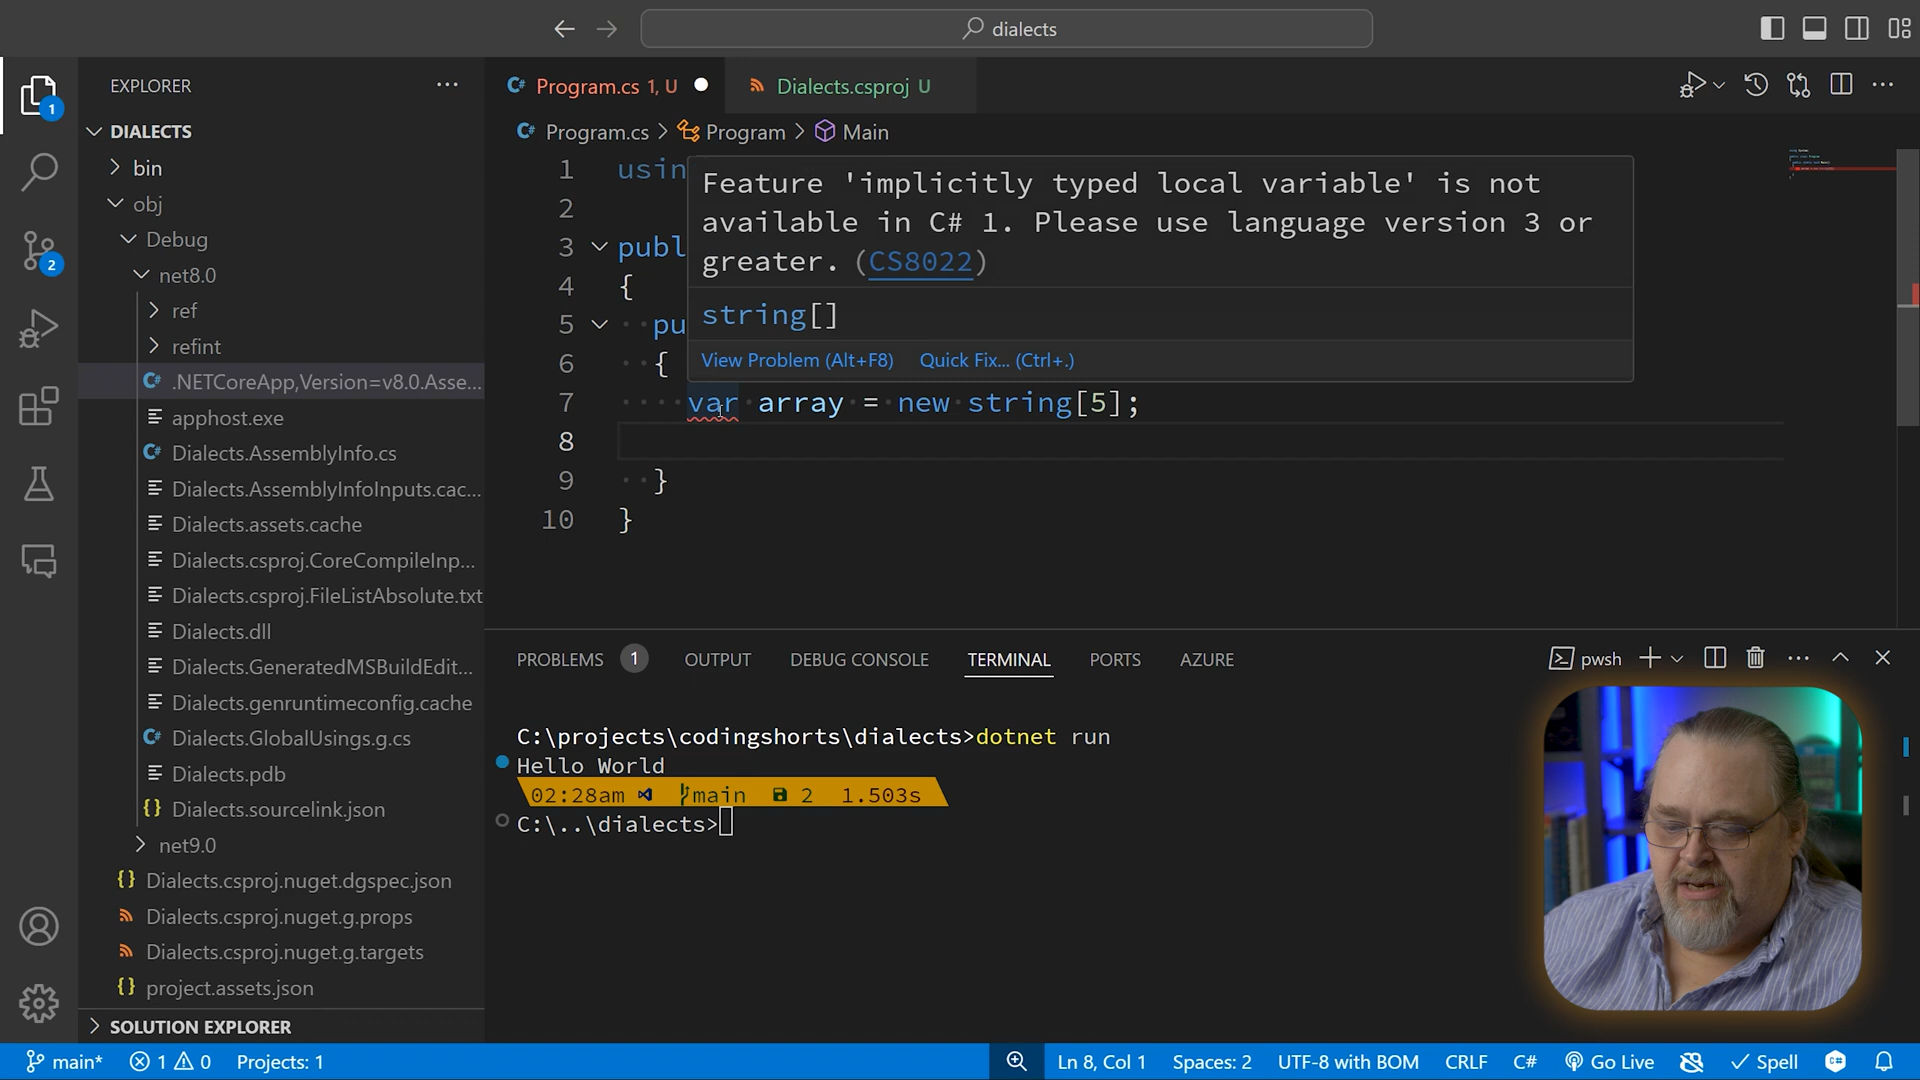 dialects
EXPLORER
DIALECTS
bin
obj
Debug
net8.0
ref
refint
.NETCoreApp,Version=v8.0.Asse...
apphost.exe
Dialects.AssemblyInfo.cs
Dialects.AssemblyInfoInputs.cac...
Dialects.assets.cache
Dialects.csproj.CoreCompileInp...
Dialects.csproj.FileListAbsolute.txt
Dialects.dll
Dialects.GeneratedMSBuildEdit...
Dialects.genruntimeconfig.cache
Dialects.GlobalUsings.g.cs
Dialects.pdb
Dialects.sourcelink.json
net9.0
Dialects.csproj.nuget.dgspec.json
Dialects.csproj.nuget.g.props
Dialects.csproj.nuget.g.targets
project.assets.json
SOLUTION EXPLORER
1
2
Program.cs 1, U
Dialects.csproj U
Program.cs > Program > Main
1 usin
2
3 publ
4 {
5 pu
6 {
7 var array = new string[5];
8
9 }
10 }
Feature 'implicitly typed local variable' is not
available in C# 1. Please use language version 3 or
greater. (CS8022)
string[]
View Problem (Alt+F8) Quick Fix... (Ctrl+.)
PROBLEMS 1 OUTPUT DEBUG CONSOLE TERMINAL PORTS AZURE
pwsh
C:\projects\codingshorts\dialects>dotnet run
Hello World
02:28am main 2 1.503s
C:\..\dialects>
main* 1 0 Projects: 1 Ln 8, Col 1 Spaces: 2 UTF-8 with BOM CRLF C# Go Live Spell